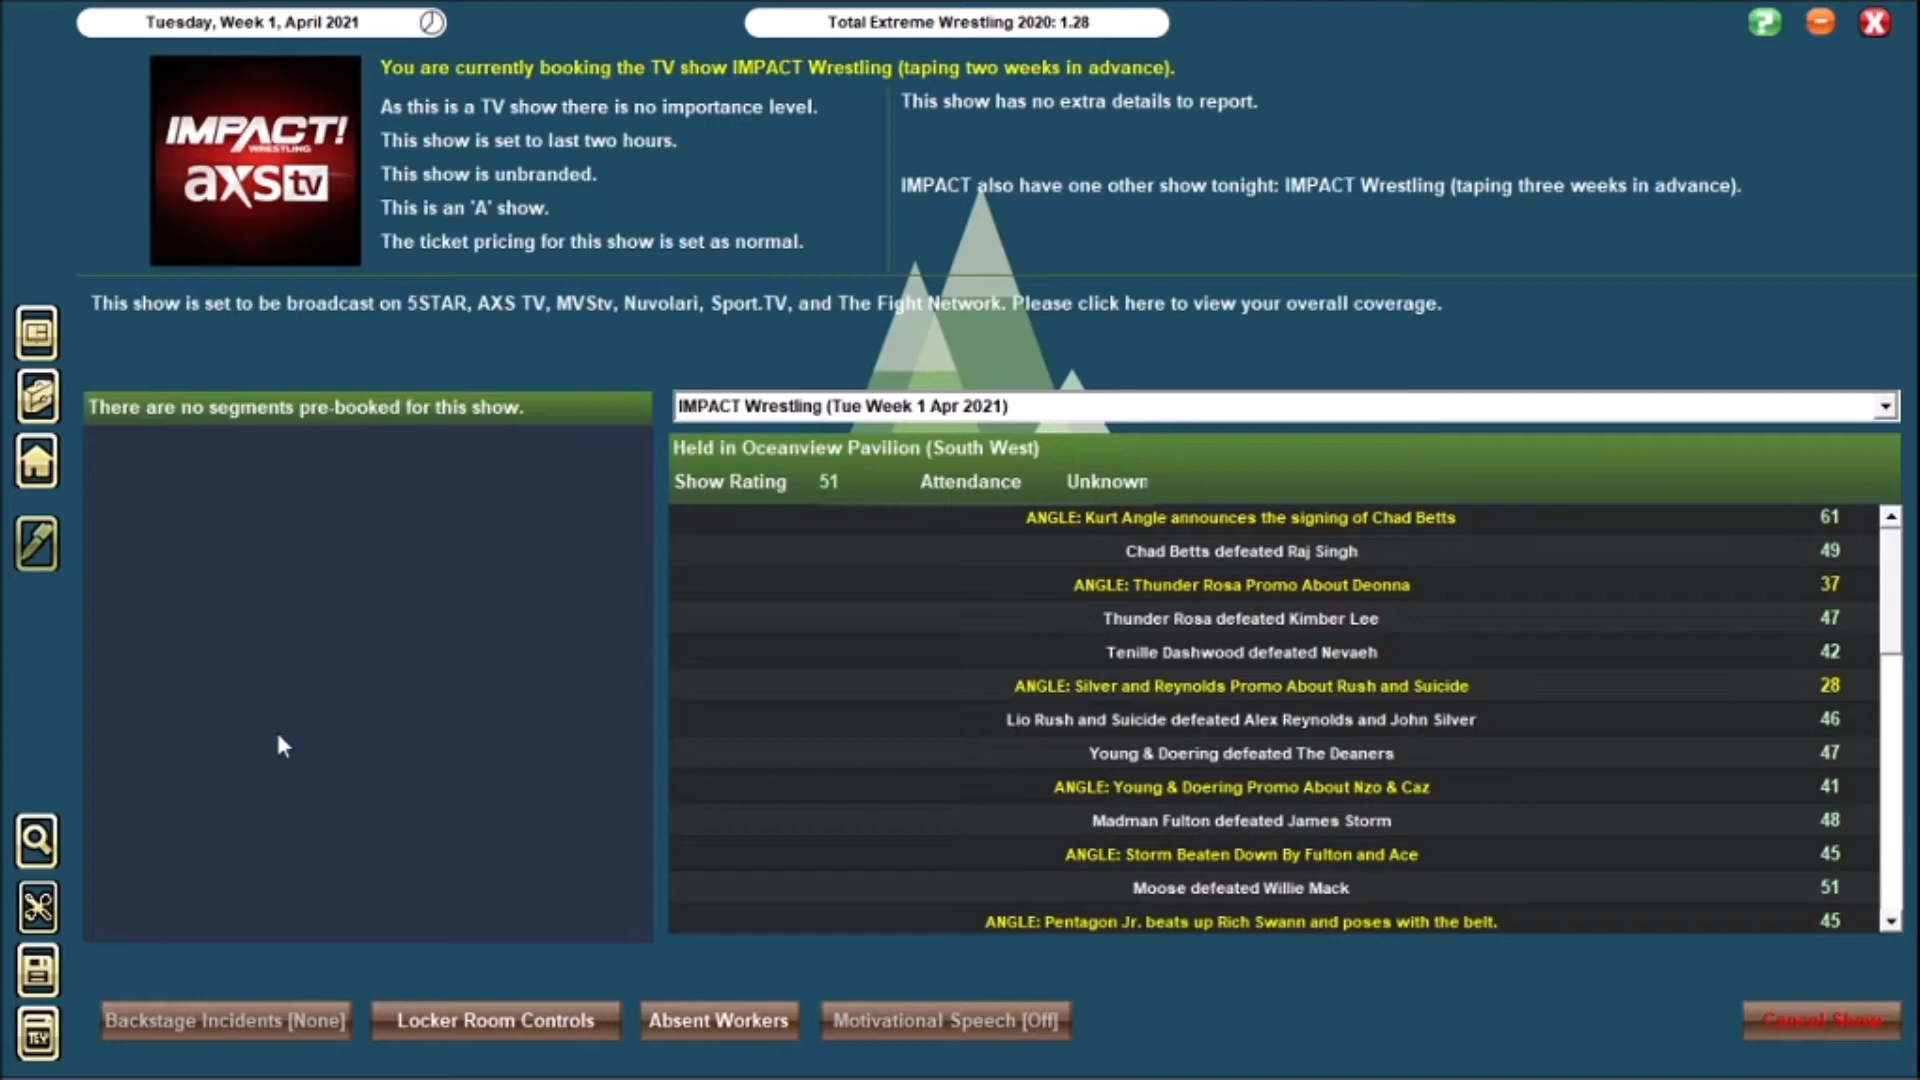 Tuesday, Week 1, April 2021
Total Extreme Wrestling 2020: 1.28
IMPACT!
WRESTLING
axs tv
You are currently booking the TV show IMPACT Wrestling (taping two weeks in advance).
As this is a TV show there is no importance level.
This show is set to last two hours.
This show is unbranded.
This is an 'A' show.
The ticket pricing for this show is set as normal.
This show has no extra details to report.
IMPACT also have one other show tonight: IMPACT Wrestling (taping three weeks in advance).
This show is set to be broadcast on 5STAR, AXS TV, MVStv, Nuvolari, Sport.TV, and The Fight Network. Please click here to view your overall coverage.
There are no segments pre-booked for this show.
IMPACT Wrestling (Tue Week 1 Apr 2021)
Held in Oceanview Pavilion (South West)
Show Rating 51 Attendance Unknown
ANGLE: Kurt Angle announces the signing of Chad Betts 61
Chad Betts defeated Raj Singh 49
ANGLE: Thunder Rosa Promo About Deonna 37
Thunder Rosa defeated Kimber Lee 47
Tenille Dashwood defeated Nevaeh 42
ANGLE: Silver and Reynolds Promo About Rush and Suicide 28
Lio Rush and Suicide defeated Alex Reynolds and John Silver 46
Young & Doering defeated The Deaners 47
ANGLE: Young & Doering Promo About Nzo & Caz 41
Madman Fulton defeated James Storm 48
ANGLE: Storm Beaten Down By Fulton and Ace 45
Moose defeated Willie Mack 51
ANGLE: Pentagon Jr. beats up Rich Swann and poses with the belt. 45
TEW
Backstage Incidents [None]
Locker Room Controls
Absent Workers
Motivational Speech [Off]
Cancel Show